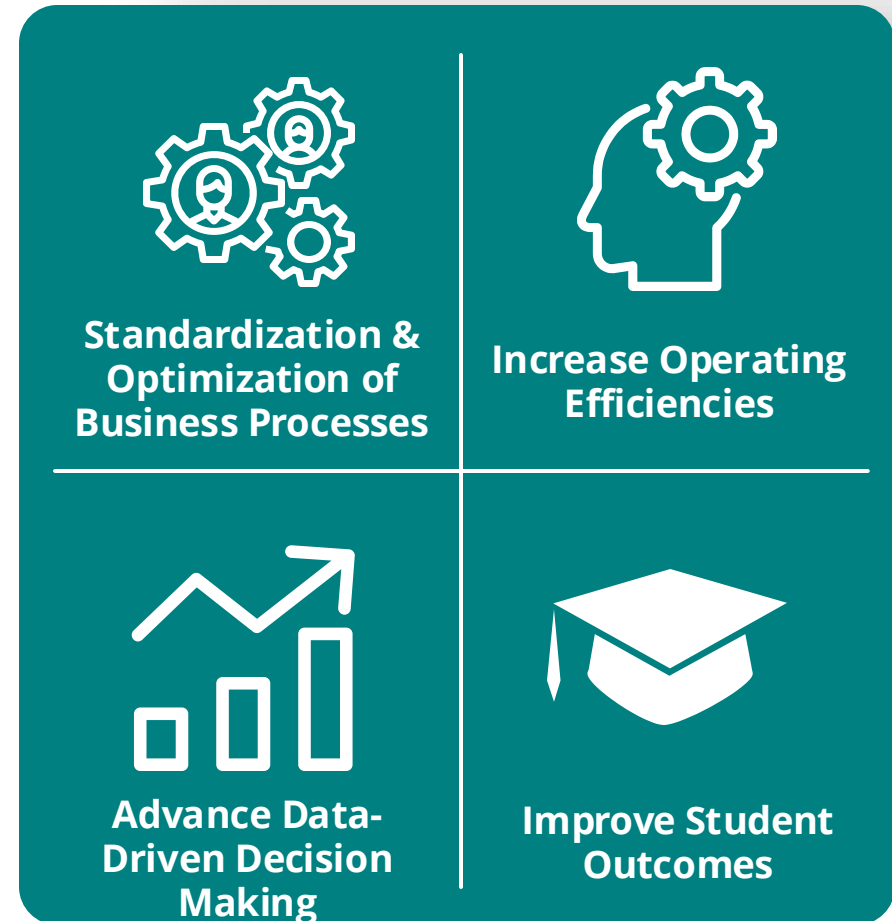 Standardization &
Optimization of
Business Processes
Increase Operating
Efficiencies
Advance Data-
Driven Decision
Making
Improve Student
Outcomes